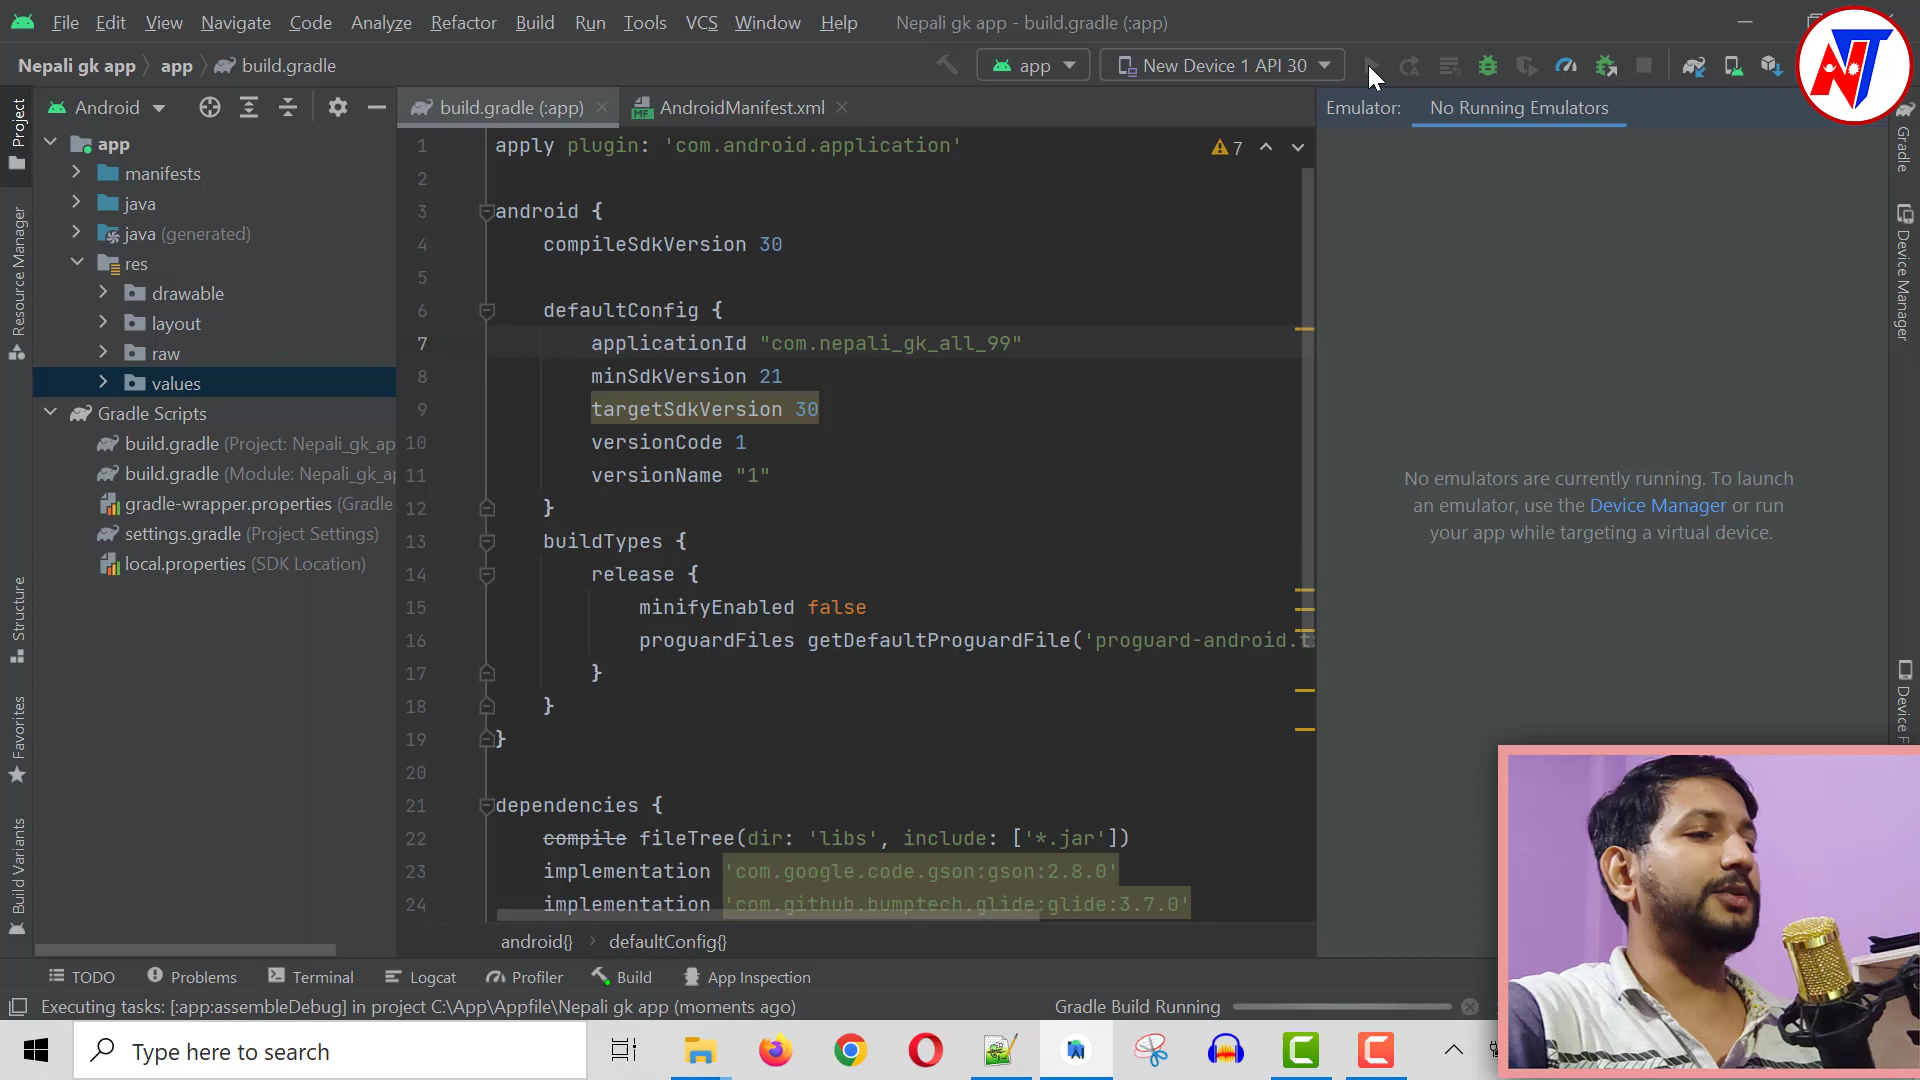 File Edit View Navigate Code Analyze Refactor Build Run Tools VCS Window Help Nepali gk app - build.gradle (:app)
Nepali gk app app build.gradle app New Device 1 API 30
NT
Project
Android
build.gradle (:app) AndroidManifest.xml
Emulator: No Running Emulators
Gradle
Device Manager
Resource Manager
Structure
Favorites
Build Variants
app
manifests
java
java (generated)
res
drawable
layout
raw
values
Gradle Scripts
build.gradle (Project: Nepali_gk_ap
build.gradle (Module: Nepali_gk_a
gradle-wrapper.properties (Gradle
settings.gradle (Project Settings)
local.properties (SDK Location)
7
1 apply plugin: 'com.android.application'
2
3 android {
4 compileSdkVersion 30
5
6 defaultConfig {
7 applicationId "com.nepali_gk_all_99"
8 minSdkVersion 21
9 targetSdkVersion 30
10 versionCode 1
11 versionName "1"
12 }
13 buildTypes {
14 release {
15 minifyEnabled false
16 proguardFiles getDefaultProguardFile('proguard-android.t
17 }
18 }
19 }
20
21 dependencies {
22 compile fileTree(dir: 'libs', include: ['*.jar'])
23 implementation 'com.google.code.gson:gson:2.8.0'
24 implementation 'com.github.bumptech.glide:glide:3.7.0'
android{} defaultConfig{}
No emulators are currently running. To launch
an emulator, use the Device Manager or run
your app while targeting a virtual device.
Device F
TODO Problems Terminal Logcat Profiler Build App Inspection
Executing tasks: [:app:assembleDebug] in project C:\App\Appfile\Nepali gk app (moments ago) Gradle Build Running
Type here to search